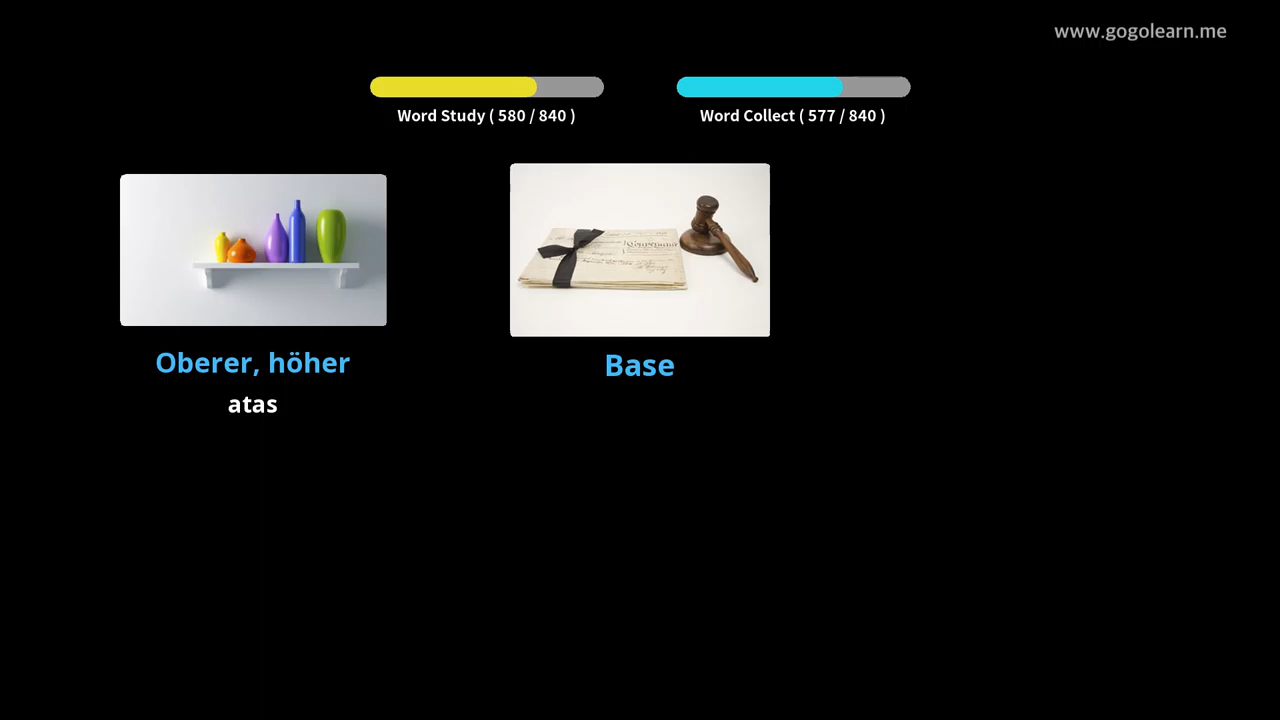 www.gogolearn.me
Word Study ( 580 / 840 )
Word Collect ( 577 / 840 )
Oberer, höher
atas
Base